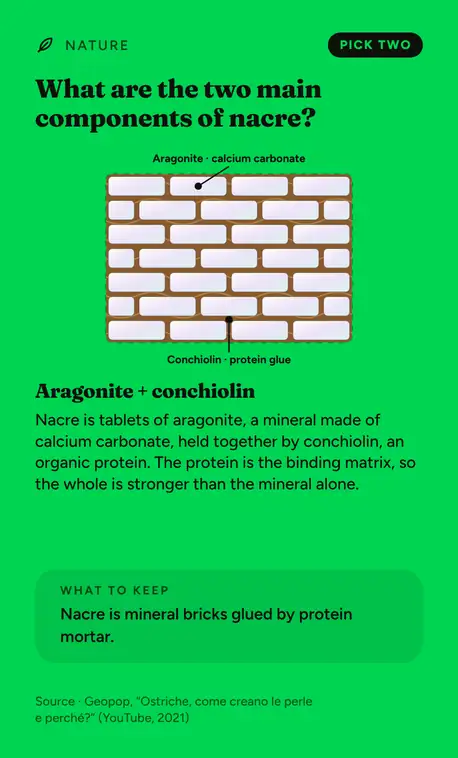 NATURE
PICK TWO
What are the two main
components of nacre?
Aragonite · calcium carbonate
Conchiolin · protein glue
Aragonite + conchiolin
Nacre is tablets of aragonite, a mineral made of
calcium carbonate, held together by conchiolin, an
organic protein. The protein is the binding matrix, so
the whole is stronger than the mineral alone.
WHAT TO KEEP
Nacre is mineral bricks glued by protein
mortar.
Source · Geopop, “Ostriche, come creano le perle
e perché?” (YouTube, 2021)